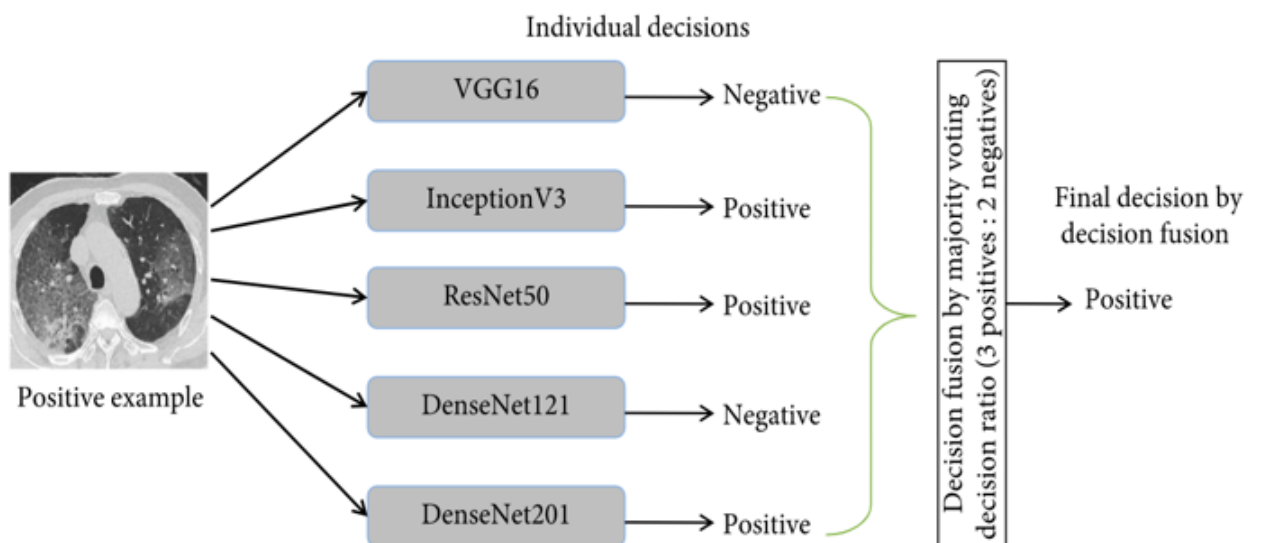 Individual decisions
VGG16
Negative
InceptionV3
Positive
ResNet50
Positive
DenseNet121
Negative
DenseNet201
Positive
Positive example
Decision fusion by majority voting
decision ratio (3 positives : 2 negatives)
Final decision by
decision fusion
Positive